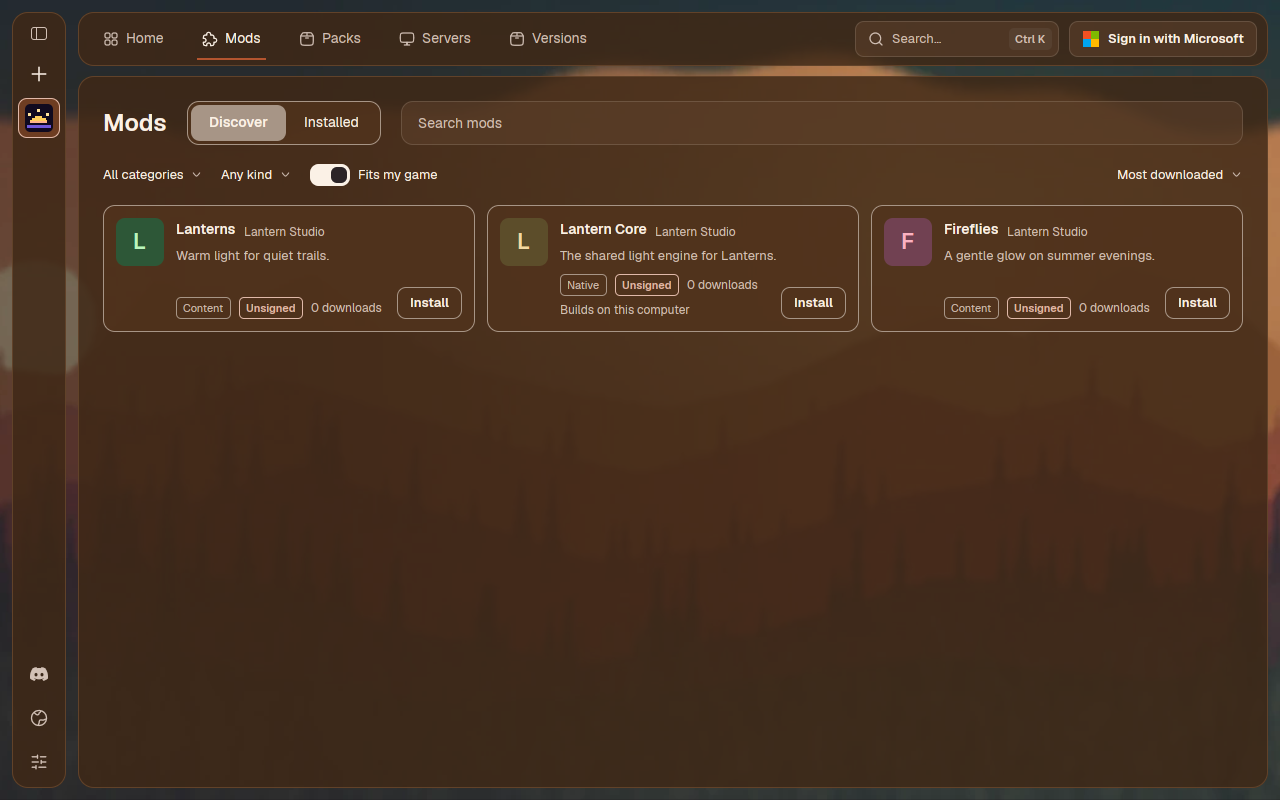 Home
Mods
Packs
Servers
Versions
Search...
Ctrl K
Sign in with Microsoft
Mods
Discover
Installed
Search mods
All categories
Any kind
Fits my game
Most downloaded
L
Lanterns Lantern Studio
Warm light for quiet trails.
Content Unsigned 0 downloads
Install
L
Lantern Core Lantern Studio
The shared light engine for Lanterns.
Native Unsigned 0 downloads
Builds on this computer
Install
F
Fireflies Lantern Studio
A gentle glow on summer evenings.
Content Unsigned 0 downloads
Install